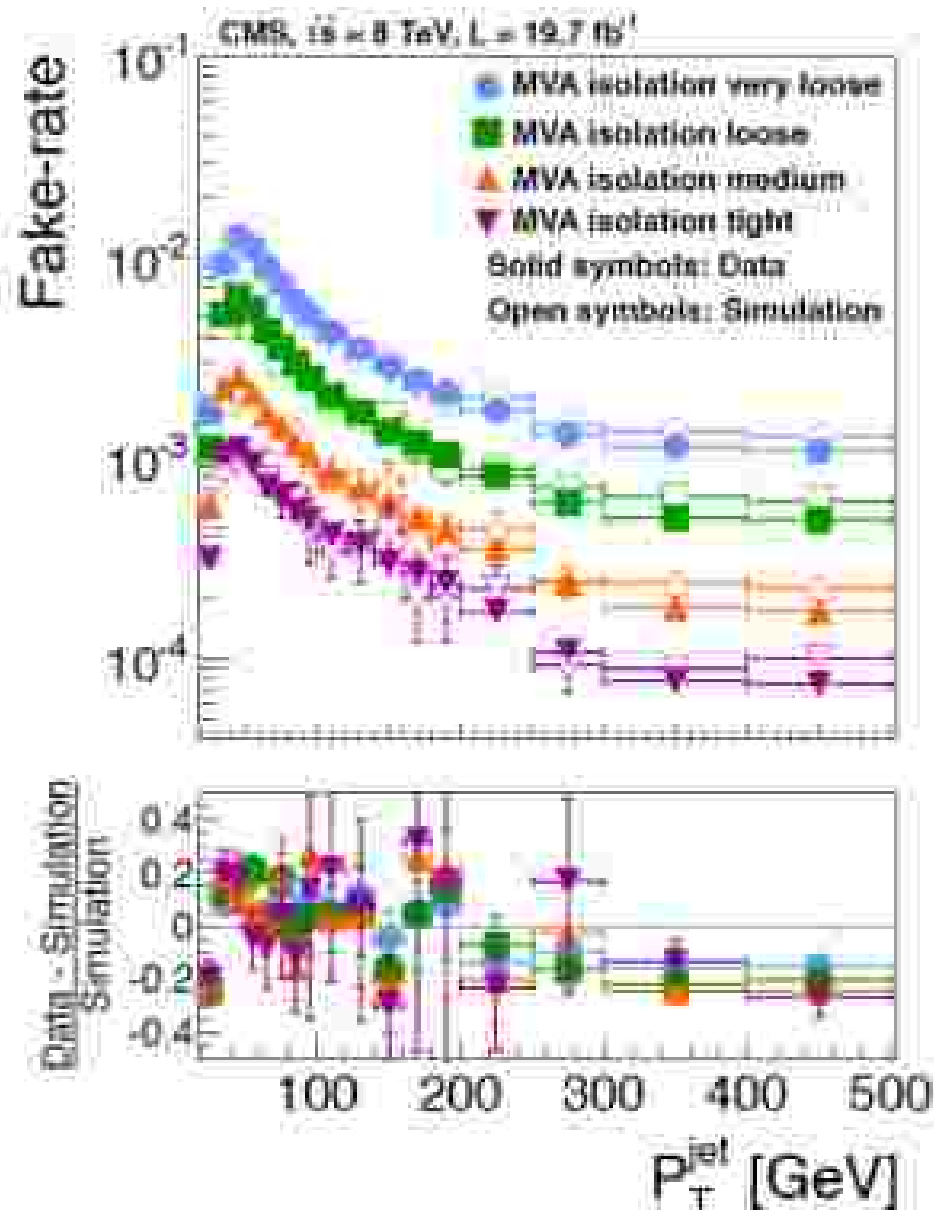 CMS, √s = 8 TeV, L = 19.7 fb⁻¹
Fake-rate
10⁻¹
10⁻²
10⁻³
10⁻⁴
MVA isolation very loose
MVA isolation loose
MVA isolation medium
MVA isolation tight
Solid symbols: Data
Open symbols: Simulation
Data - Simulation
Simulation
0.4
0.2
0
-0.2
-0.4
100 200 300 400 500
P_T^jet [GeV]